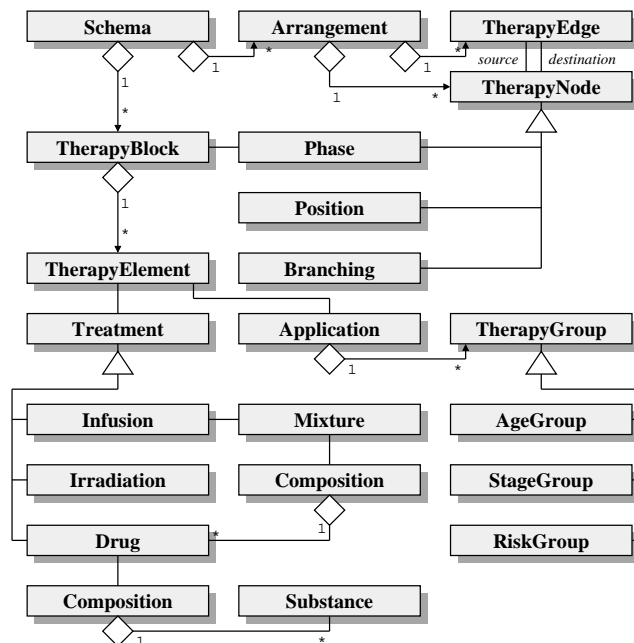 Schema Arrangement TherapyEdge
1 * 1 * source destination
1 * TherapyNode
*
TherapyBlock Phase
1
Position
*
TherapyElement Branching
Treatment Application TherapyGroup
1 *
Infusion Mixture AgeGroup
Irradiation Composition StageGroup
1
*
Drug RiskGroup
Composition Substance
1 *